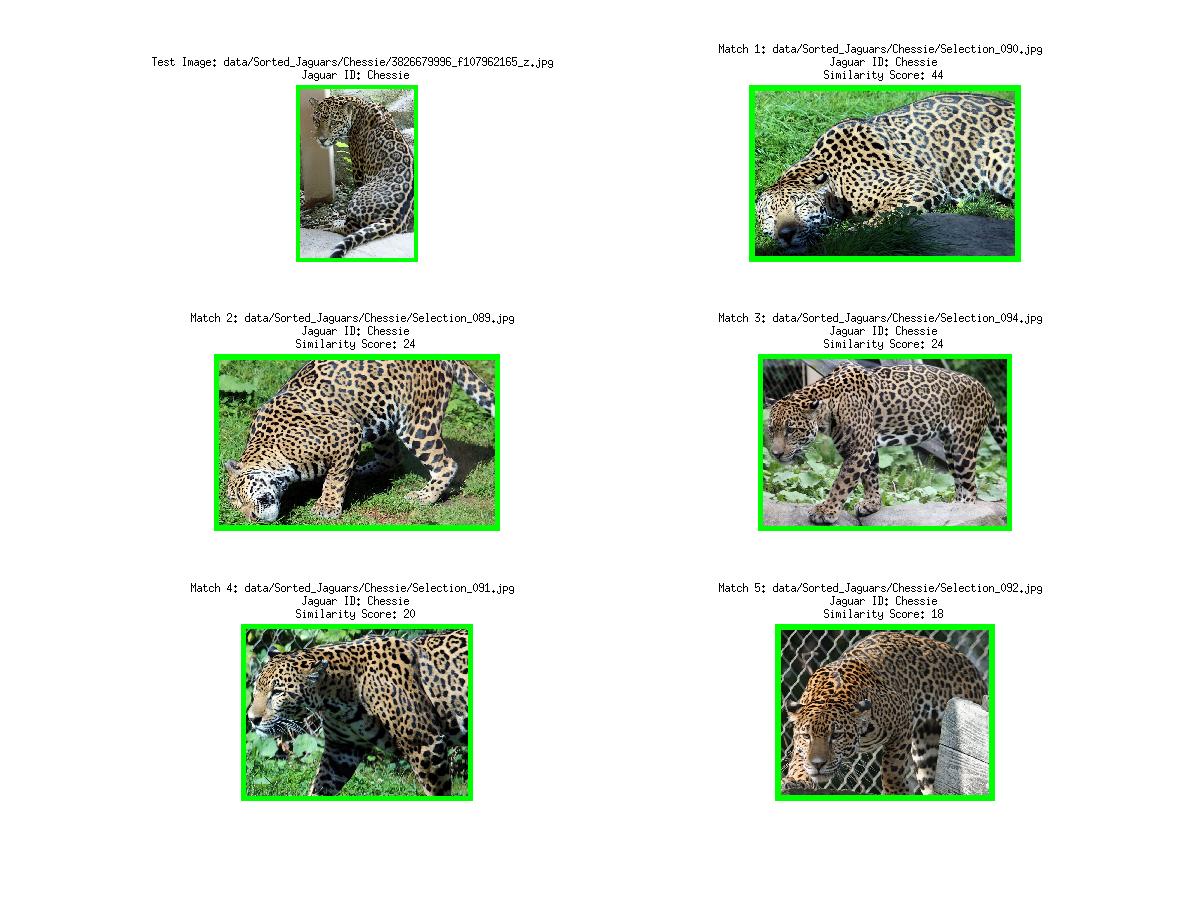 Test Image: data/Sorted_Jaguars/Chessie/3826679996_f107962165_z.jpg
Jaguar ID: Chessie
Match 1: data/Sorted_Jaguars/Chessie/Selection_090.jpg
Jaguar ID: Chessie
Similarity Score: 44
Match 2: data/Sorted_Jaguars/Chessie/Selection_089.jpg
Jaguar ID: Chessie
Similarity Score: 24
Match 3: data/Sorted_Jaguars/Chessie/Selection_094.jpg
Jaguar ID: Chessie
Similarity Score: 24
Match 4: data/Sorted_Jaguars/Chessie/Selection_091.jpg
Jaguar ID: Chessie
Similarity Score: 20
Match 5: data/Sorted_Jaguars/Chessie/Selection_092.jpg
Jaguar ID: Chessie
Similarity Score: 18